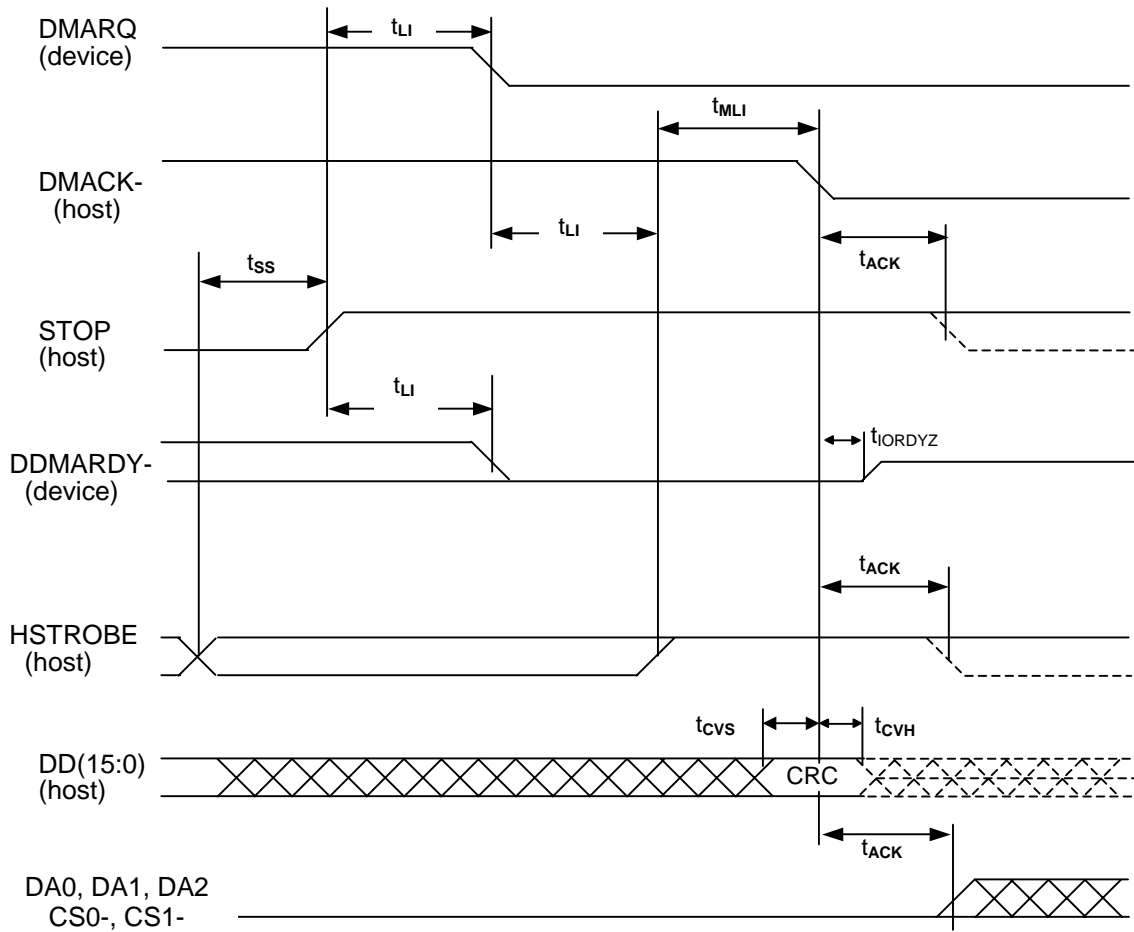 DMARQ
(device)
tLI
tMLI
DMACK-
(host)
tLI
tACK
tSS
STOP
(host)
tLI
tIORDYZ
DDMARDY-
(device)
tACK
HSTROBE
(host)
tCVS
tCVH
DD(15:0)
(host)
CRC
tACK
DA0, DA1, DA2
CS0-, CS1-